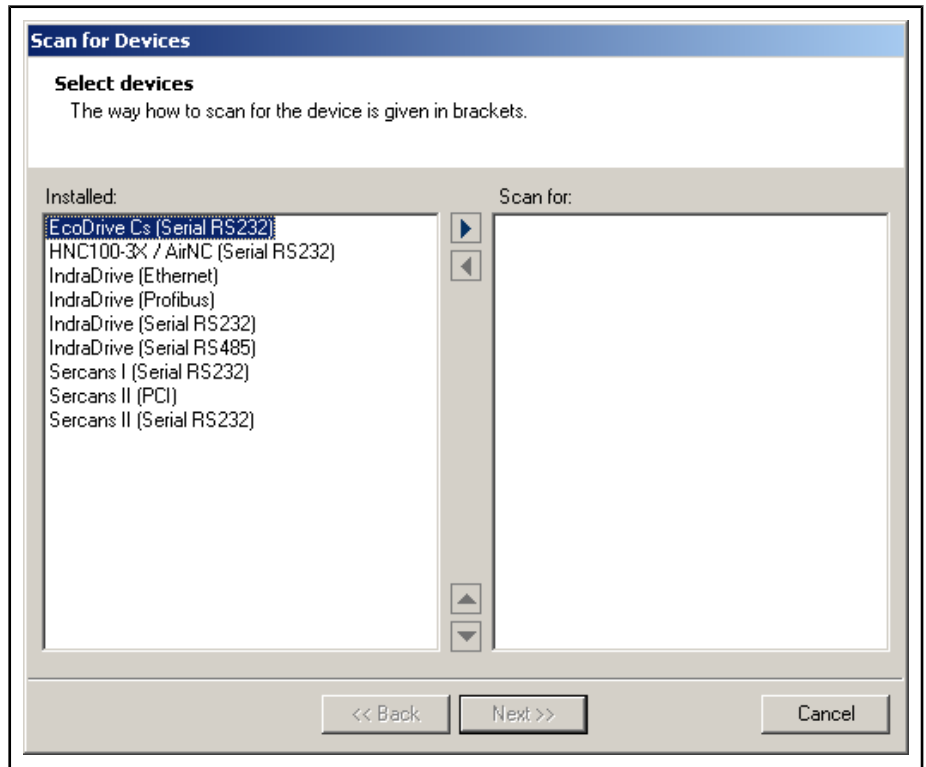 Scan for Devices
Select devices
The way how to scan for the device is given in brackets.
Installed:
Scan for:
EcoDrive Cs (Serial RS232)
HNC100-3X / AirNC (Serial RS232)
IndraDrive (Ethernet)
IndraDrive (Profibus)
IndraDrive (Serial RS232)
IndraDrive (Serial RS485)
Sercans I (Serial RS232)
Sercans II (PCI)
Sercans II (Serial RS232)
<< Back
Next >>
Cancel